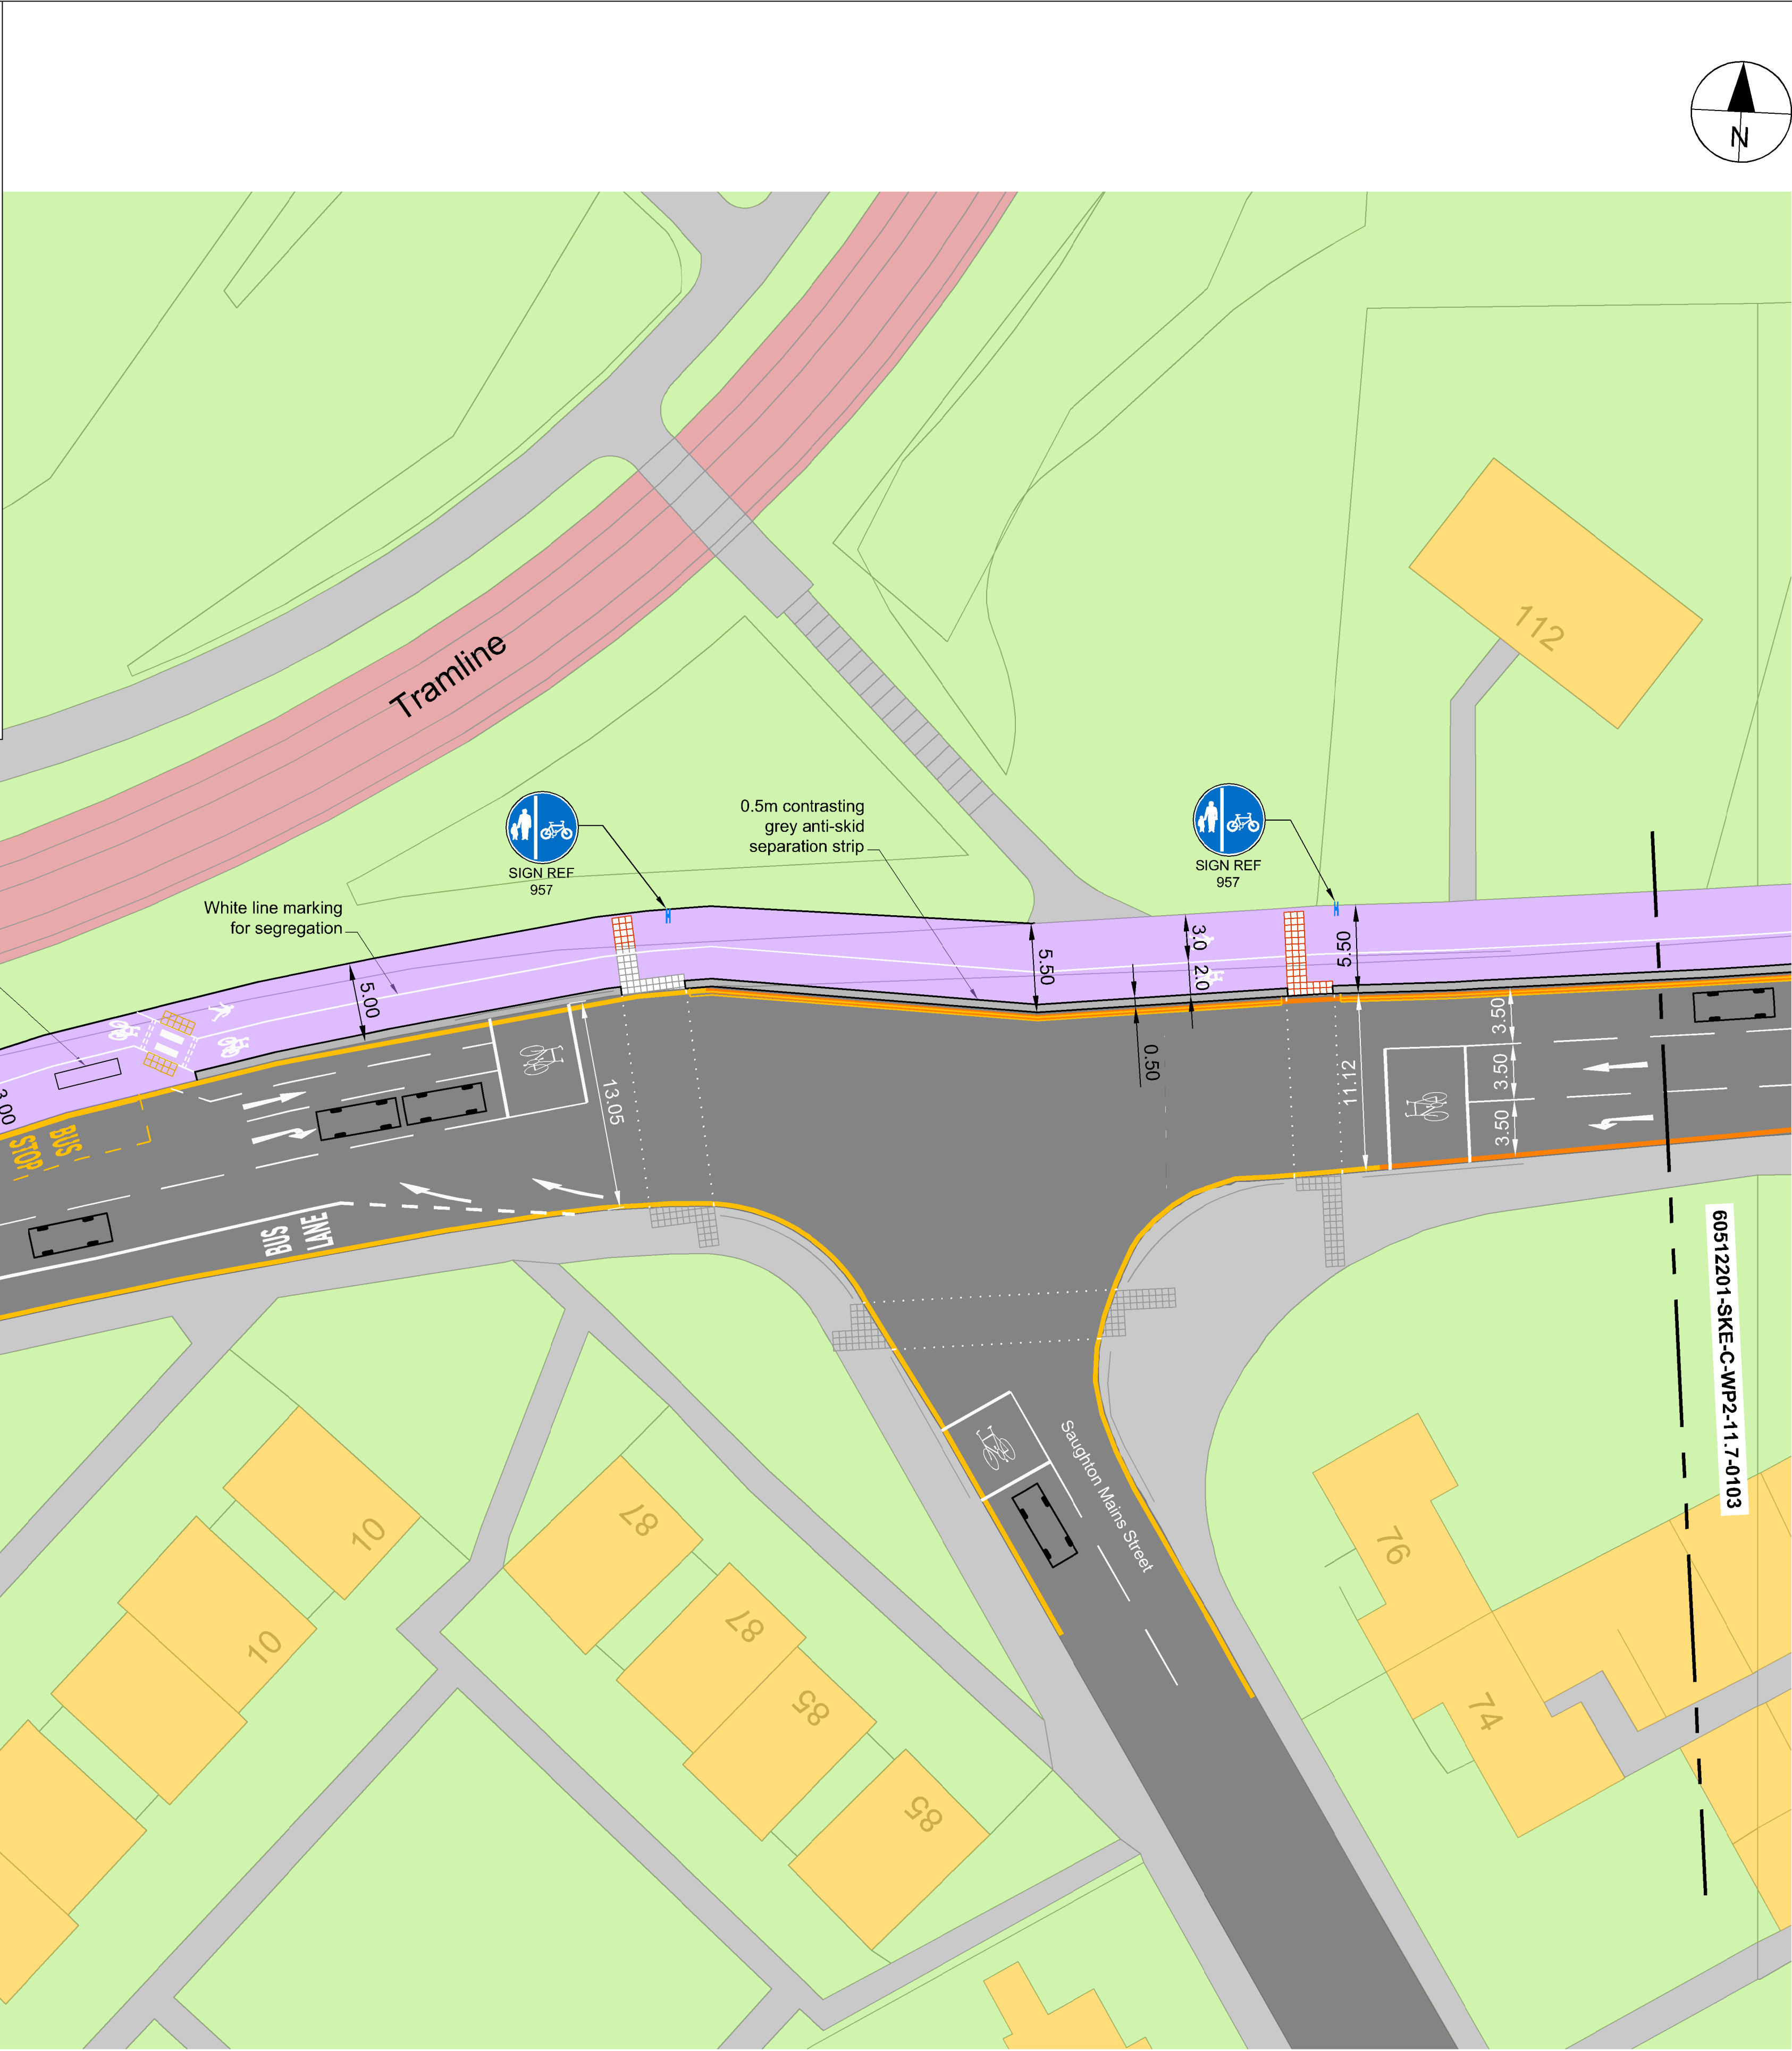 N
112
Tramline
0.5m contrasting
grey anti-skid
separation strip
SIGN REF
957
SIGN REF
957
White line marking
for segregation
3.0
2.0
5.50
5.50
5.00
3.00
0.50
3.50
3.50
3.50
11.12
13.05
BUS
STOP
BUS
LANE
60512201-SKE-C-WP2-11.7-0103
Saughton Mains Street
10
10
87
87
85
85
76
74